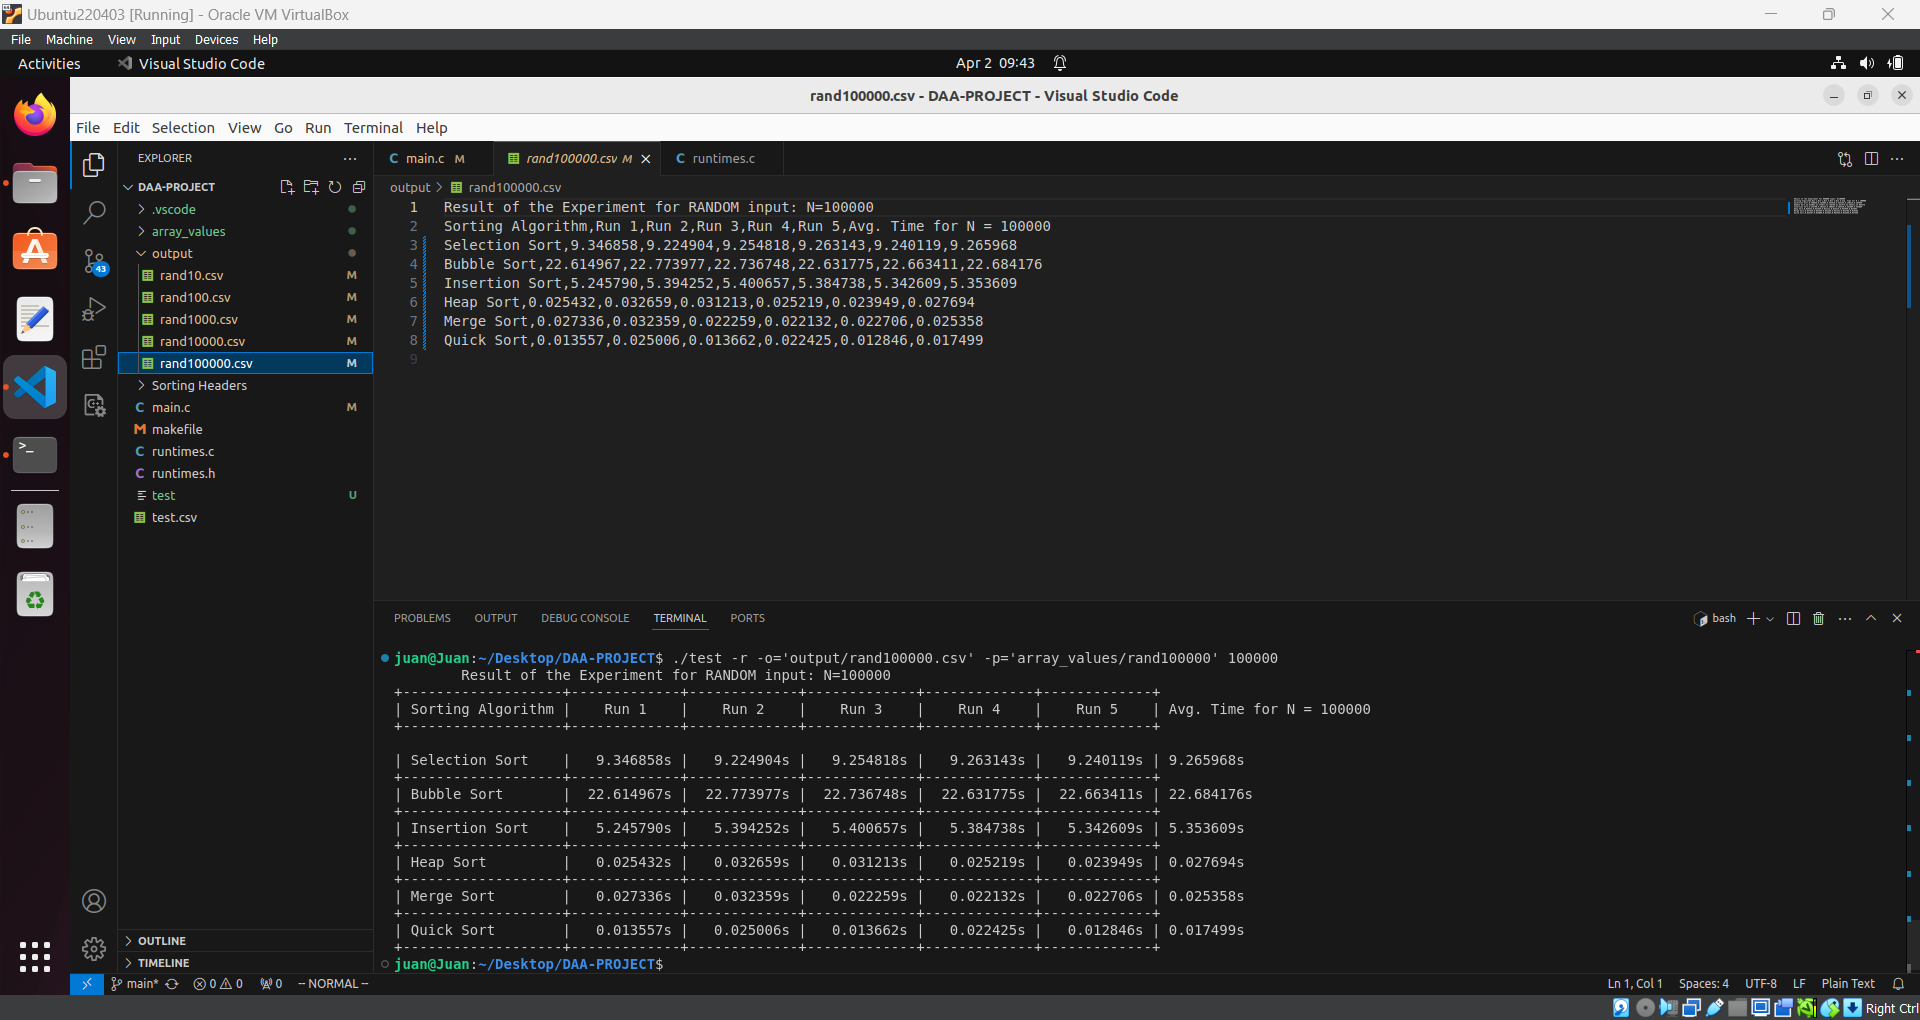 Ubuntu220403 [Running] - Oracle VM VirtualBox
File Machine View Input Devices Help
Activities Visual Studio Code Apr 2 09:43
rand100000.csv - DAA-PROJECT - Visual Studio Code
File Edit Selection View Go Run Terminal Help
EXPLORER
DAA-PROJECT
.vscode
array_values
output
rand10.csv M
rand100.csv M
rand1000.csv M
rand10000.csv M
rand100000.csv M
Sorting Headers
C main.c M
M makefile
C runtimes.c
C runtimes.h
test U
test.csv
OUTLINE
TIMELINE
43
C main.c M rand100000.csv M C runtimes.c
output > rand100000.csv
1 Result of the Experiment for RANDOM input: N=100000
2 Sorting Algorithm,Run 1,Run 2,Run 3,Run 4,Run 5,Avg. Time for N = 100000
3 Selection Sort,9.346858,9.224904,9.254818,9.263143,9.240119,9.265968
4 Bubble Sort,22.614967,22.773977,22.736748,22.631775,22.663411,22.684176
5 Insertion Sort,5.245790,5.394252,5.400657,5.384738,5.342609,5.353609
6 Heap Sort,0.025432,0.032659,0.031213,0.025219,0.023949,0.027694
7 Merge Sort,0.027336,0.032359,0.022259,0.022132,0.022706,0.025358
8 Quick Sort,0.013557,0.025006,0.013662,0.022425,0.012846,0.017499
9
PROBLEMS OUTPUT DEBUG CONSOLE TERMINAL PORTS bash
juan@Juan:~/Desktop/DAA-PROJECT$ ./test -r -o='output/rand100000.csv' -p='array_values/rand100000' 100000
Result of the Experiment for RANDOM input: N=100000
+--------------------+-------------+-------------+-------------+-------------+-------------+
| Sorting Algorithm | Run 1 | Run 2 | Run 3 | Run 4 | Run 5 | Avg. Time for N = 100000
+--------------------+-------------+-------------+-------------+-------------+-------------+
| Selection Sort | 9.346858s | 9.224904s | 9.254818s | 9.263143s | 9.240119s | 9.265968s
+--------------------+-------------+-------------+-------------+-------------+-------------+
| Bubble Sort | 22.614967s | 22.773977s | 22.736748s | 22.631775s | 22.663411s | 22.684176s
+--------------------+-------------+-------------+-------------+-------------+-------------+
| Insertion Sort | 5.245790s | 5.394252s | 5.400657s | 5.384738s | 5.342609s | 5.353609s
+--------------------+-------------+-------------+-------------+-------------+-------------+
| Heap Sort | 0.025432s | 0.032659s | 0.031213s | 0.025219s | 0.023949s | 0.027694s
+--------------------+-------------+-------------+-------------+-------------+-------------+
| Merge Sort | 0.027336s | 0.032359s | 0.022259s | 0.022132s | 0.022706s | 0.025358s
+--------------------+-------------+-------------+-------------+-------------+-------------+
| Quick Sort | 0.013557s | 0.025006s | 0.013662s | 0.022425s | 0.012846s | 0.017499s
+--------------------+-------------+-------------+-------------+-------------+-------------+
juan@Juan:~/Desktop/DAA-PROJECT$
main* 0 0 0 -- NORMAL -- Ln 1, Col 1 Spaces: 4 UTF-8 LF Plain Text
Right Ctrl